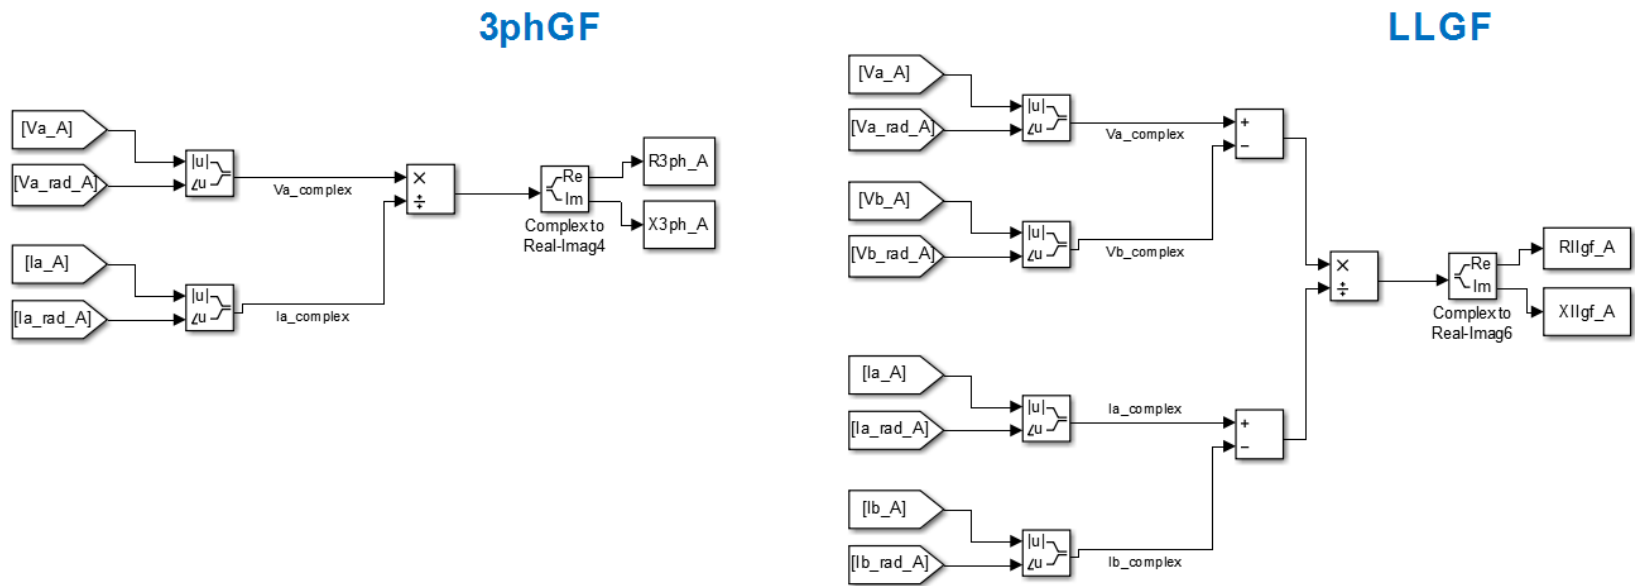 3phGF
[Va_A]
[Va_rad_A]
|u|
∠u
Va_complex
[Ia_A]
[Ia_rad_A]
|u|
∠u
Ia_complex
×
÷
Re
Im
Complex to
Real-Imag4
R3ph_A
X3ph_A
LLGF
[Va_A]
[Va_rad_A]
|u|
∠u
Va_complex
[Vb_A]
[Vb_rad_A]
|u|
∠u
Vb_complex
+
−
[Ia_A]
[Ia_rad_A]
|u|
∠u
Ia_complex
[Ib_A]
[Ib_rad_A]
|u|
∠u
Ib_complex
+
−
×
÷
Re
Im
Complex to
Real-Imag6
Rllgf_A
Xllgf_A